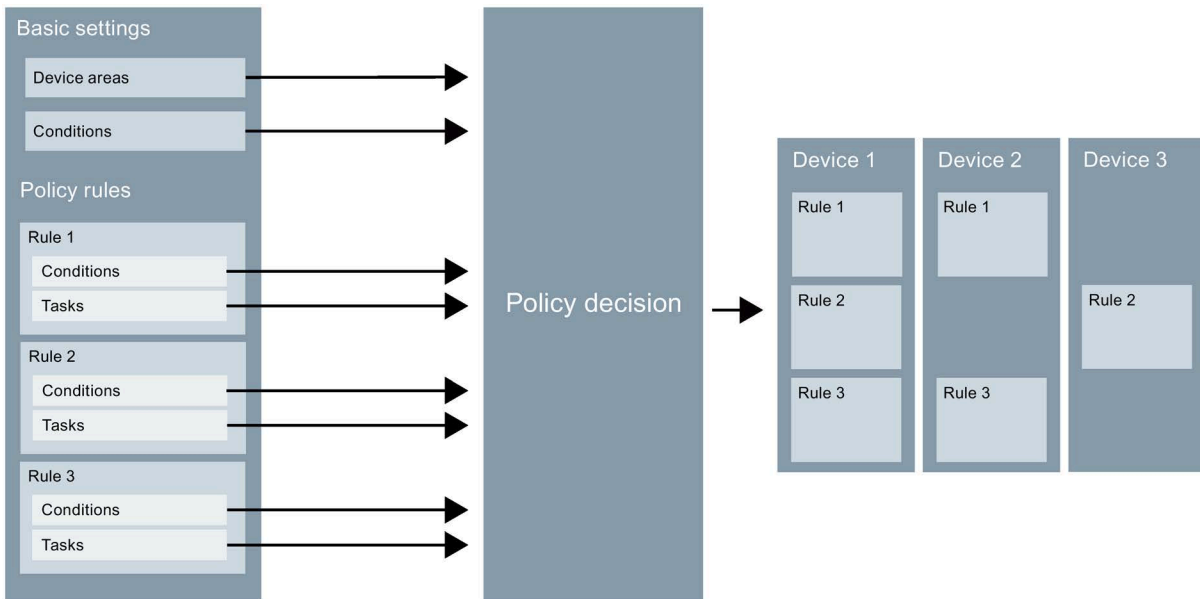 Basic settings
Device areas
Conditions
Policy rules
Rule 1
Conditions
Tasks
Rule 2
Conditions
Tasks
Rule 3
Conditions
Tasks
Policy decision
Device 1
Rule 1
Rule 2
Rule 3
Device 2
Rule 1
Rule 3
Device 3
Rule 2